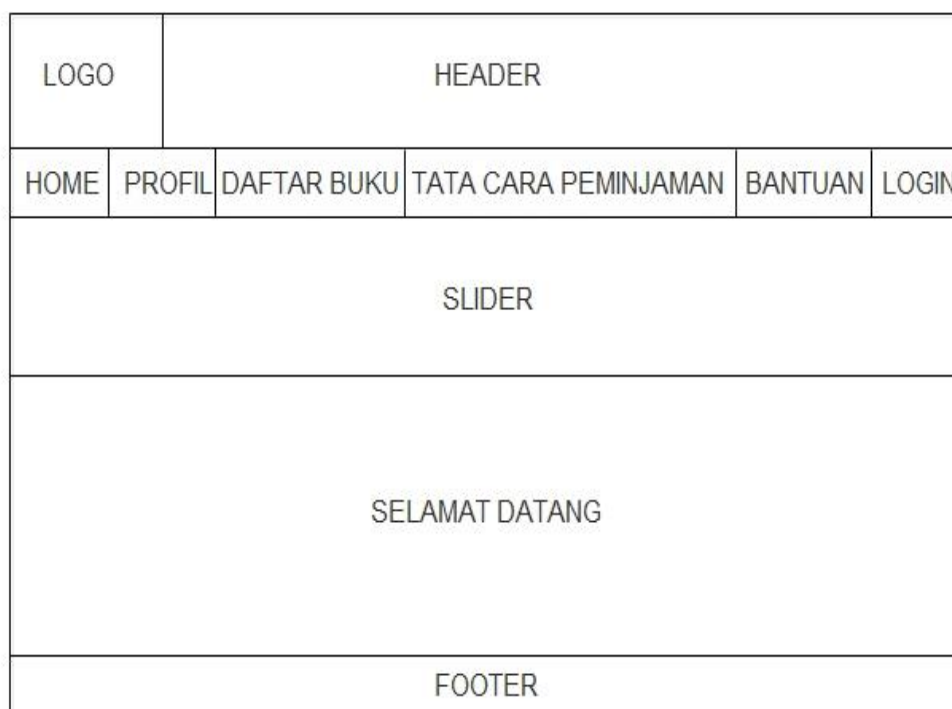 LOGO HEADER
HOME PROFIL DAFTAR BUKU TATA CARA PEMINJAMAN BANTUAN LOGIN
SLIDER
SELAMAT DATANG
FOOTER